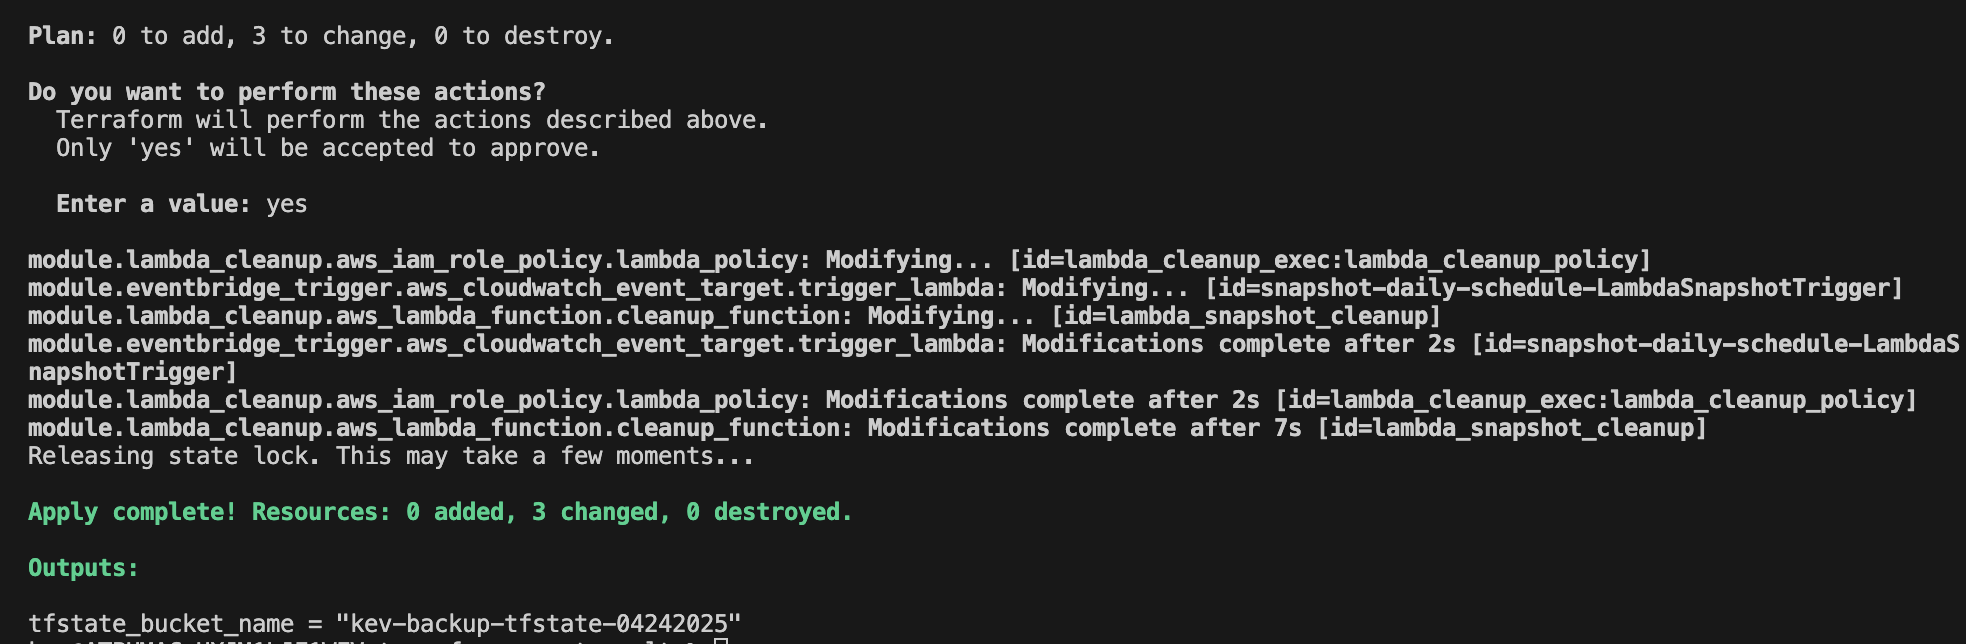 Plan: 0 to add, 3 to change, 0 to destroy.
Do you want to perform these actions?
Terraform will perform the actions described above.
Only 'yes' will be accepted to approve.
Enter a value: yes
module.lambda_cleanup.aws_iam_role_policy.lambda_policy: Modifying... [id=lambda_cleanup_exec:lambda_cleanup_policy]
module.eventbridge_trigger.aws_cloudwatch_event_target.trigger_lambda: Modifying... [id=snapshot-daily-schedule-LambdaSnapshotTrigger]
module.lambda_cleanup.aws_lambda_function.cleanup_function: Modifying... [id=lambda_snapshot_cleanup]
module.eventbridge_trigger.aws_cloudwatch_event_target.trigger_lambda: Modifications complete after 2s [id=snapshot-daily-schedule-LambdaS
napshotTrigger]
module.lambda_cleanup.aws_iam_role_policy.lambda_policy: Modifications complete after 2s [id=lambda_cleanup_exec:lambda_cleanup_policy]
module.lambda_cleanup.aws_lambda_function.cleanup_function: Modifications complete after 7s [id=lambda_snapshot_cleanup]
Releasing state lock. This may take a few moments...
Apply complete! Resources: 0 added, 3 changed, 0 destroyed.
Outputs:
tfstate_bucket_name = "kev-backup-tfstate-04242025"